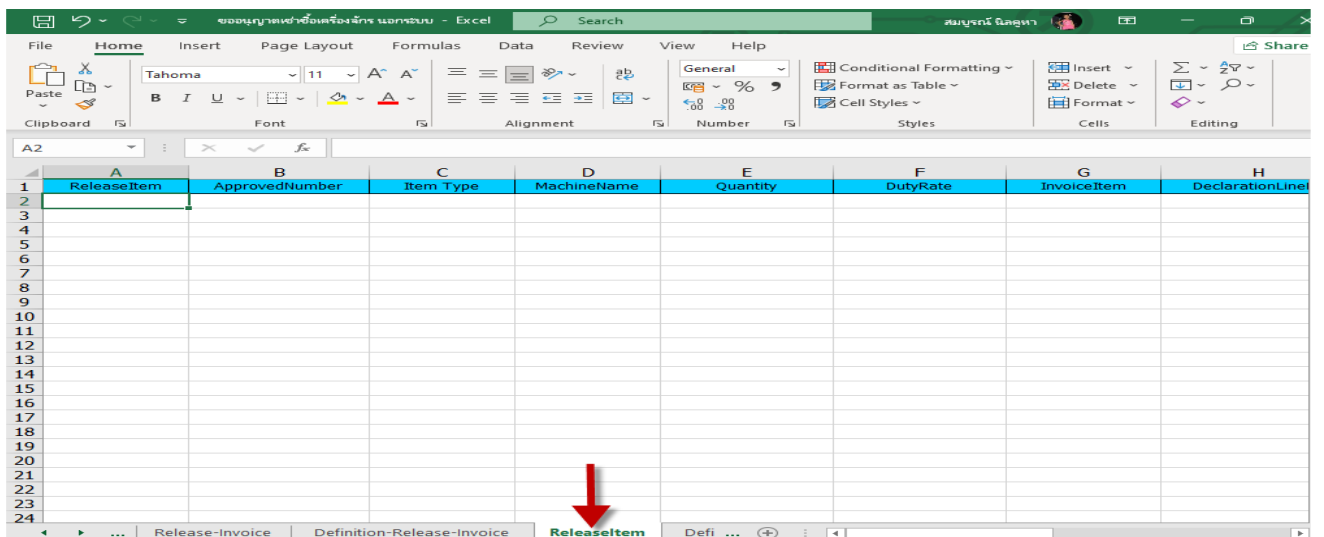 ขออนุญาตเช่าซื้อเครื่องจักร นอกระบบ - Excel Search สมบูรณ์ นิลคูหา
File Home Insert Page Layout Formulas Data Review View Help Share
Paste Tahoma 11 A A ab General % Conditional Formatting Insert
B I U A Format as Table Delete
Cell Styles Format
Clipboard Font Alignment Number Styles Cells Editing
A2 fx
A B C D E F G H
1 ReleaseItem ApprovedNumber Item Type MachineName Quantity DutyRate InvoiceItem DeclarationLineI
2
3
4
5
6
7
8
9
10
11
12
13
14
15
16
17
18
19
20
21
22
23
24
... Release-Invoice Definition-Release-Invoice ReleaseItem Defi ...